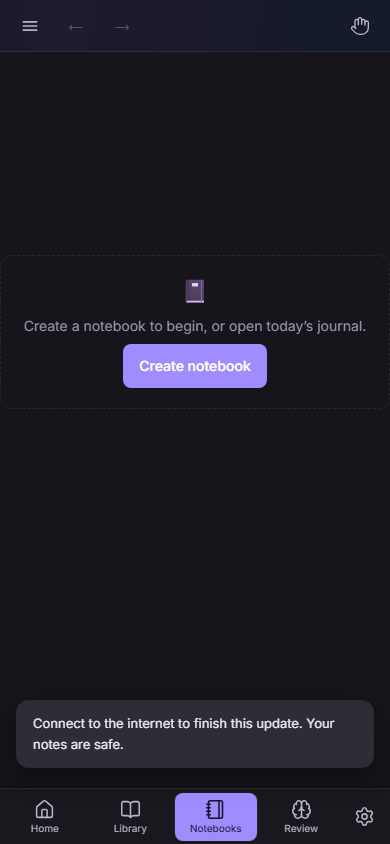 Create a notebook to begin, or open today’s journal.
Create notebook
Connect to the internet to finish this update. Your
notes are safe.
Home
Library
Notebooks
Review